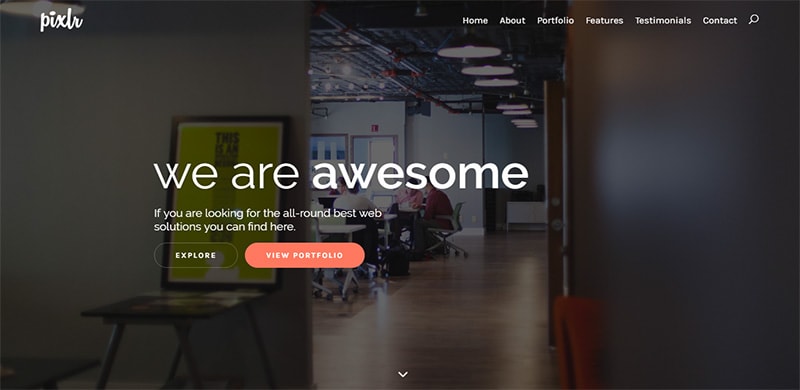 pixlr
Home About Portfolio Features Testimonials Contact
THIS
IS AN
we are awesome
If you are looking for the all-round best web
solutions you can find here.
EXPLORE
VIEW PORTFOLIO